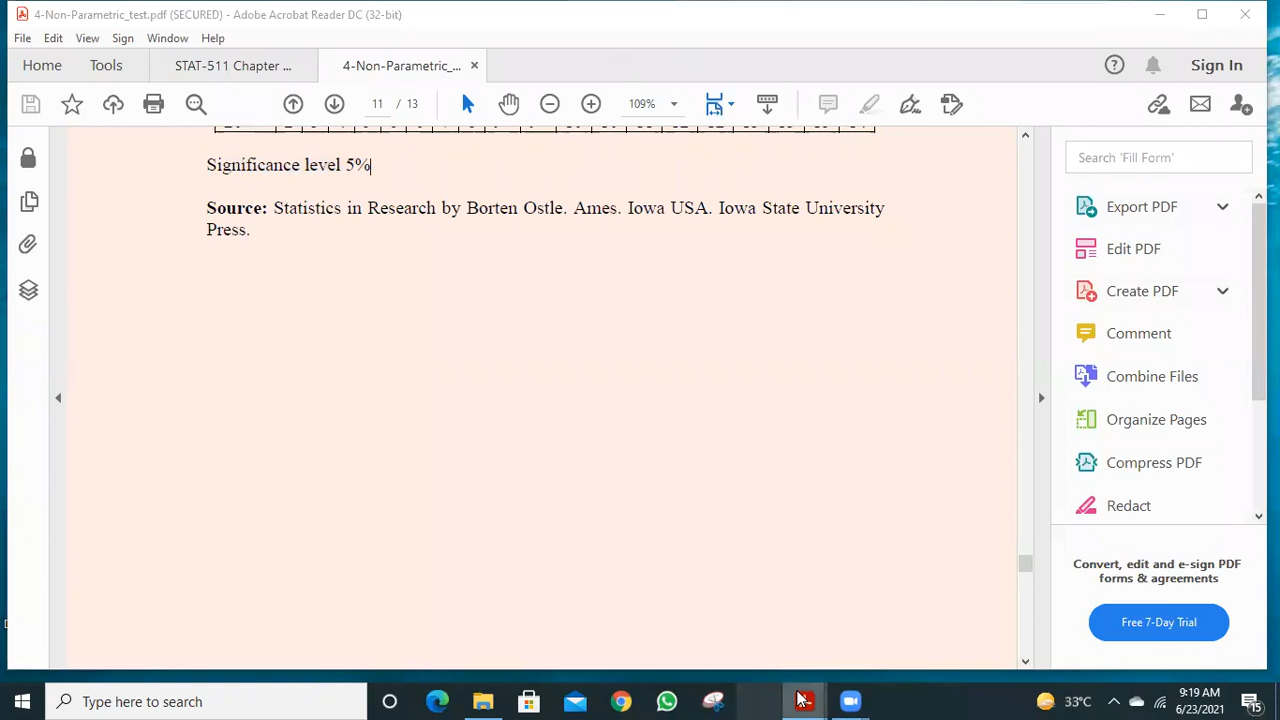 4-Non-Parametric_test.pdf (SECURED) - Adobe Acrobat Reader DC (32-bit)
File Edit View Sign Window Help
Home Tools STAT-511 Chapter ... 4-Non-Parametric_... Sign In
11 / 13 109%
Significance level 5%
Source: Statistics in Research by Borten Ostle. Ames. Iowa USA. Iowa State University
Press.
Search 'Fill Form'
Export PDF
Edit PDF
Create PDF
Comment
Combine Files
Organize Pages
Compress PDF
Redact
Convert, edit and e-sign PDF
forms & agreements
Free 7-Day Trial
Type here to search
33°C
9:19 AM
6/23/2021
15